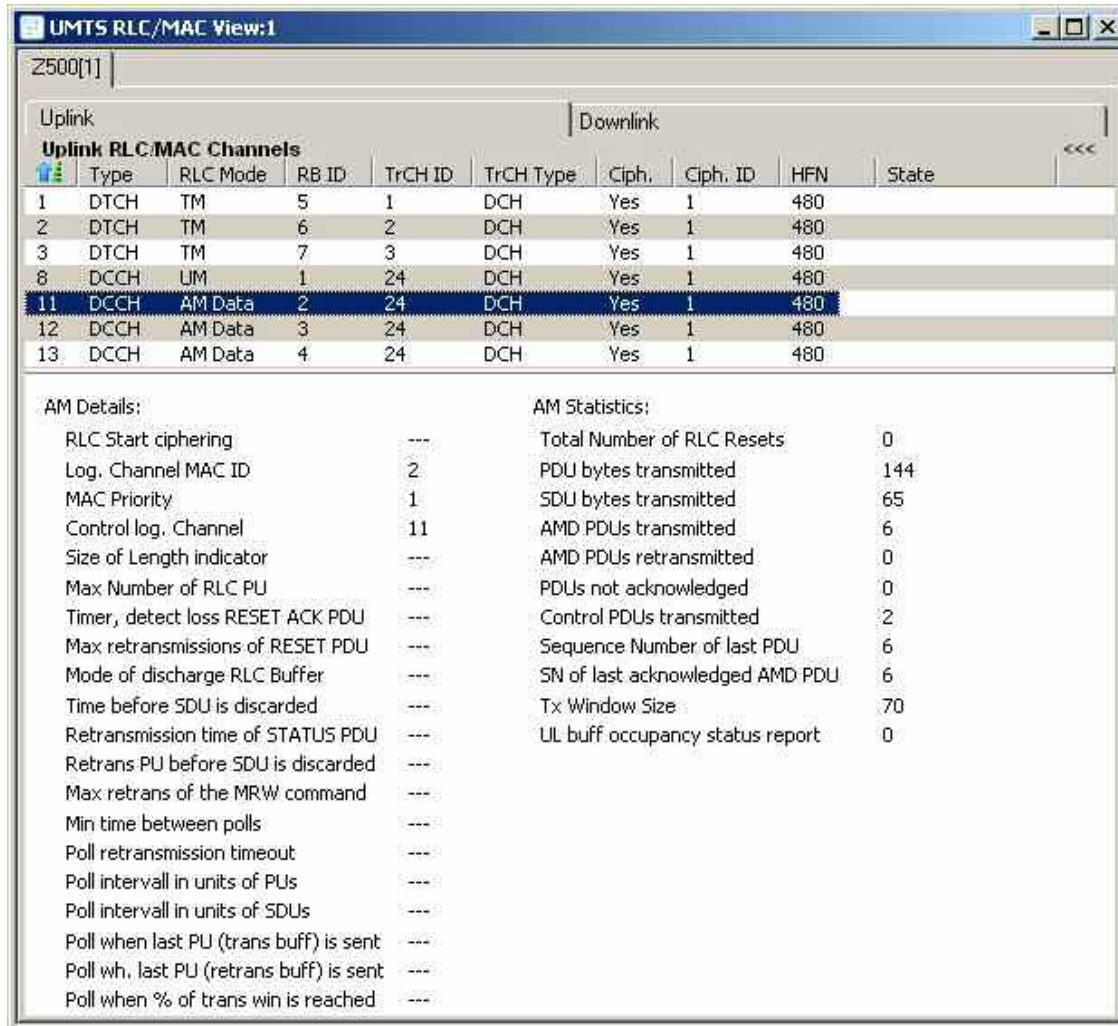 UMTS RLC/MAC View:1
Z500[1]
Uplink Downlink
Uplink RLC/MAC Channels <<<
Type RLC Mode RB ID TrCH ID TrCH Type Ciph. Ciph. ID HFN State
1 DTCH TM 5 1 DCH Yes 1 480
2 DTCH TM 6 2 DCH Yes 1 480
3 DTCH TM 7 3 DCH Yes 1 480
8 DCCH UM 1 24 DCH Yes 1 480
11 DCCH AM Data 2 24 DCH Yes 1 480
12 DCCH AM Data 3 24 DCH Yes 1 480
13 DCCH AM Data 4 24 DCH Yes 1 480
AM Details:
RLC Start ciphering ---
Log. Channel MAC ID 2
MAC Priority 1
Control log. Channel 11
Size of Length indicator ---
Max Number of RLC PU ---
Timer, detect loss RESET ACK PDU ---
Max retransmissions of RESET PDU ---
Mode of discharge RLC Buffer ---
Time before SDU is discarded ---
Retransmission time of STATUS PDU ---
Retrans PU before SDU is discarded ---
Max retrans of the MRW command ---
Min time between polls ---
Poll retransmission timeout ---
Poll intervall in units of PUs ---
Poll intervall in units of SDUs ---
Poll when last PU (trans buff) is sent ---
Poll wh. last PU (retrans buff) is sent ---
Poll when % of trans win is reached ---
AM Statistics:
Total Number of RLC Resets 0
PDU bytes transmitted 144
SDU bytes transmitted 65
AMD PDUs transmitted 6
AMD PDUs retransmitted 0
PDUs not acknowledged 0
Control PDUs transmitted 2
Sequence Number of last PDU 6
SN of last acknowledged AMD PDU 6
Tx Window Size 70
UL buff occupancy status report 0